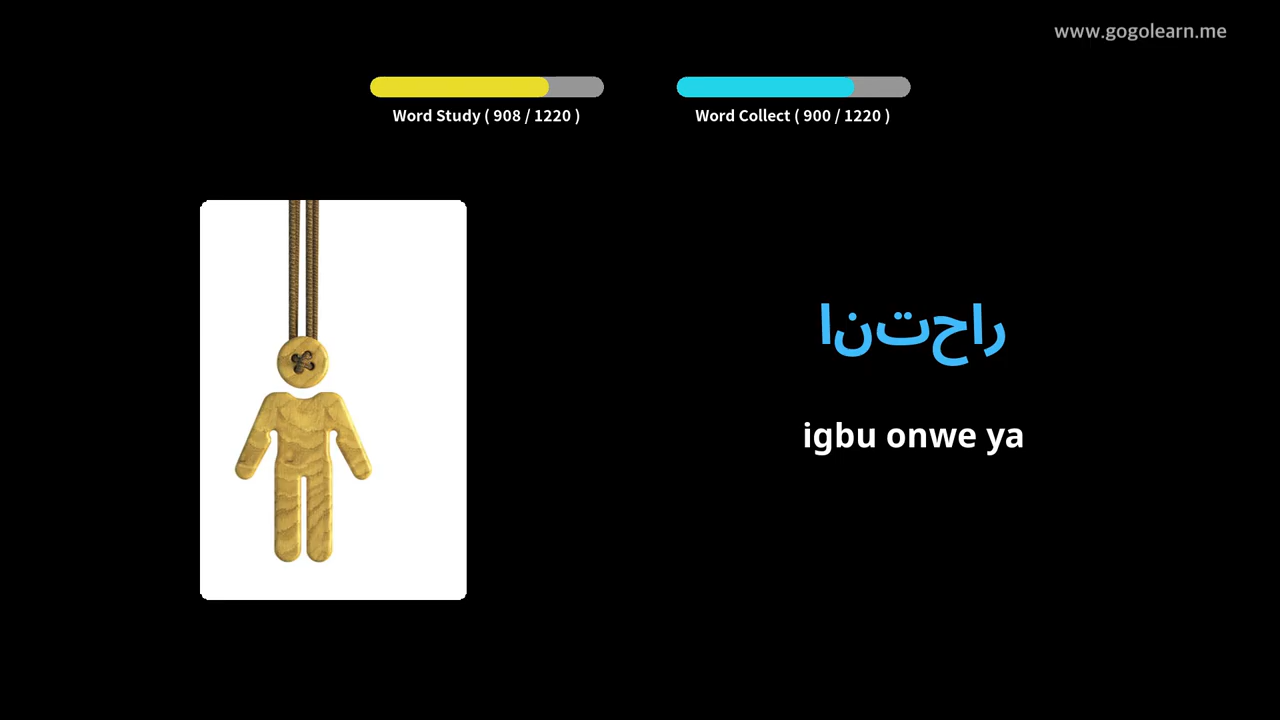 www.gogolearn.me
Word Study ( 908 / 1220 )
Word Collect ( 900 / 1220 )
انتحار
igbu onwe ya